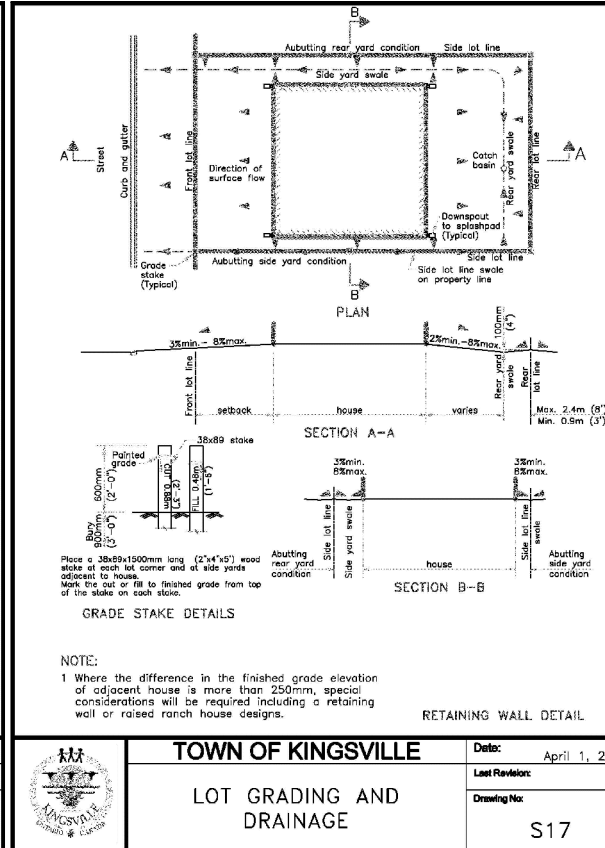 B
Aubutting rear yard condition
Side lot line
Side yard swale
A
Street
Curb and gutter
Front lot line
Direction of
surface flow
Catch
basin
Rear yard swale
Rear lot line
A
Downspout
to splashpad
(Typical)
Grade
stake
(Typical)
Aubutting side yard condition
Side lot line
Side lot line swale
on property line
B
PLAN
3%min.- 8%max.
2%min.-8%max.
100mm
(4")
Front lot line
Rear yard
swale
Rear
lot line
setback
house
varies
Max. 2.4m (8')
Min. 0.9m (3')
SECTION A-A
38x89 stake
Painted
grade
CUT 0.68m
(2'-3")
FILL 0.46m
(1'-6")
600mm
(2'-0")
Bury
900mm
(3'-0")
Place a 38x89x1500mm long (2"x4"x5') wood
stake at each lot corner and at side yards
adjacent to house.
Mark the cut or fill to finished grade from top
of the stake on each stake.
GRADE STAKE DETAILS
3%min.
8%max.
3%min.
8%max.
Abutting
rear yard
condition
Side lot line
Side yard swale
house
Side lot line
swale
Abutting
side yard
condition
SECTION B-B
NOTE:
1 Where the difference in the finished grade elevation
of adjacent house is more than 250mm, special
considerations will be required including a retaining
wall or raised ranch house designs.
RETAINING WALL DETAIL
KINGSVILLE
TOWN OF KINGSVILLE
LOT GRADING AND
DRAINAGE
Date:
April 1, 2
Last Revision:
Drawing No:
S17